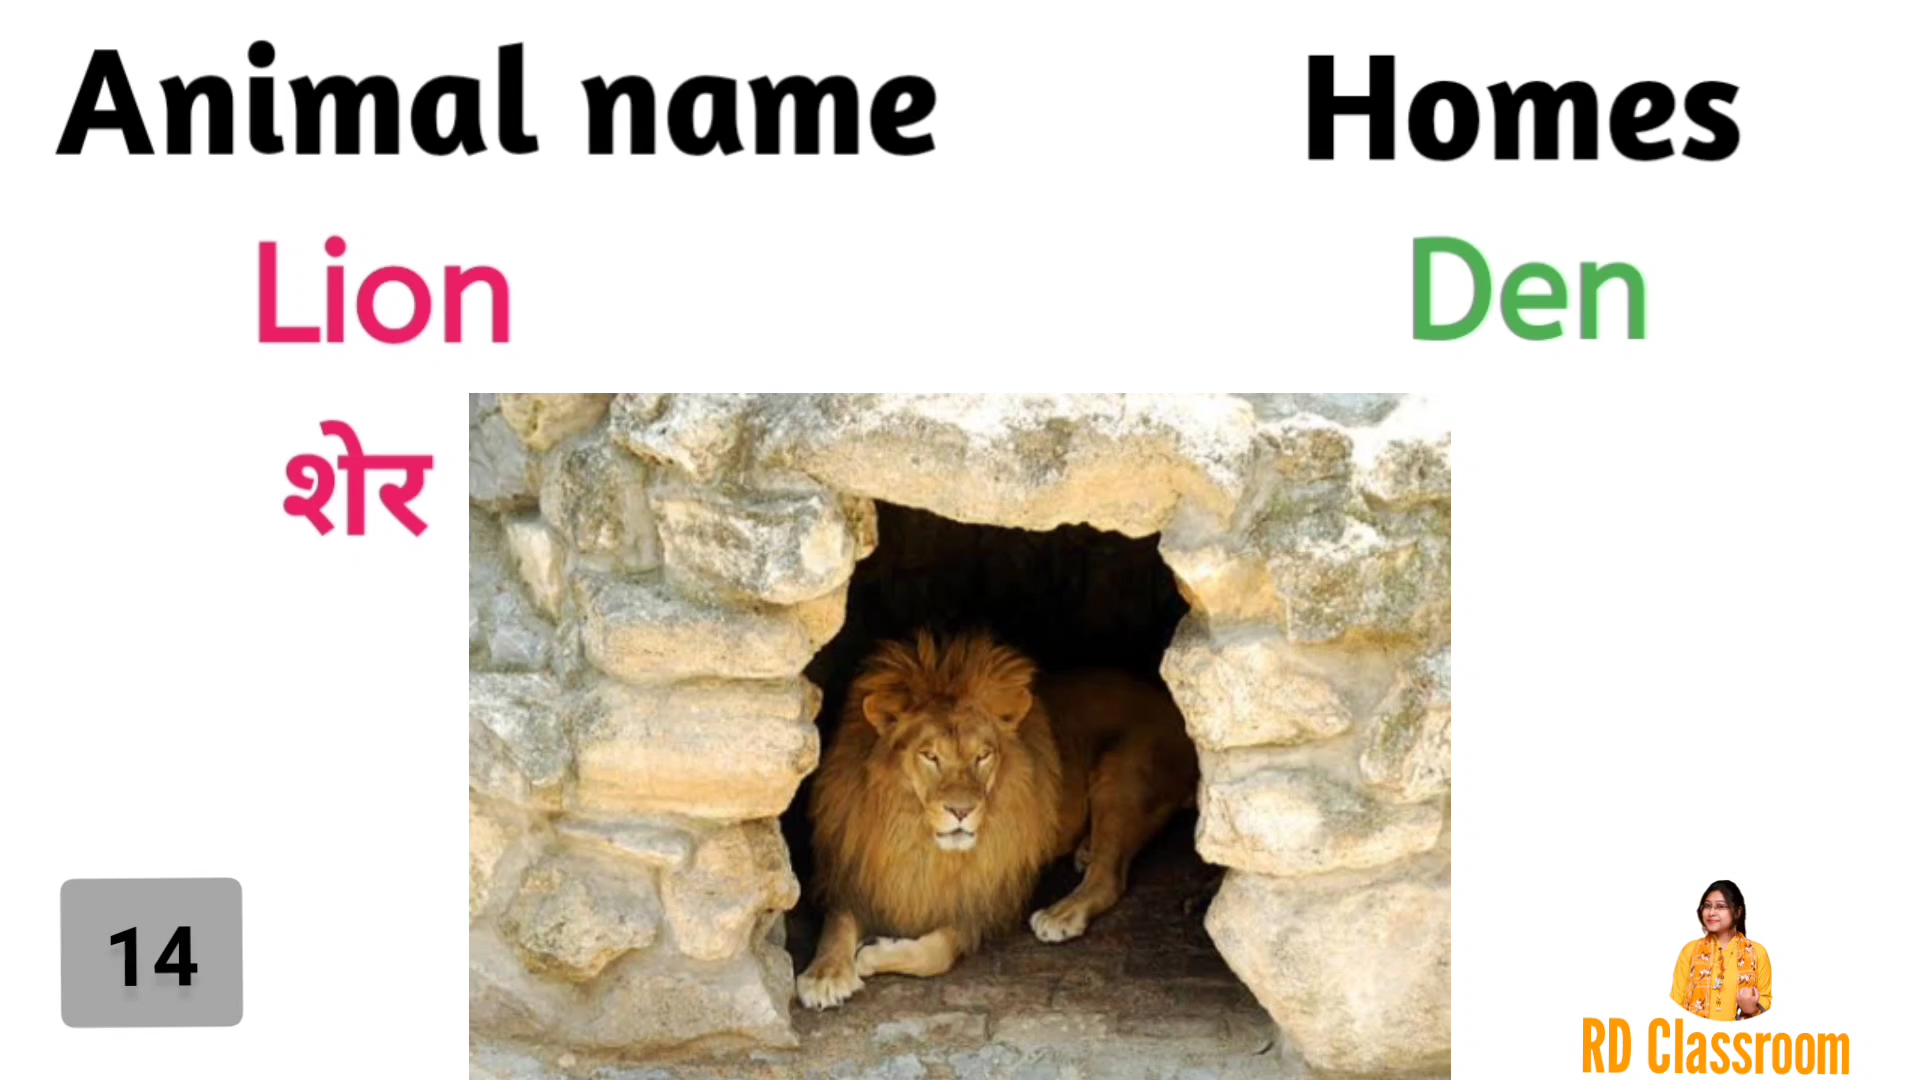 Animal name Homes
Lion Den
शेर
14
RD Classroom